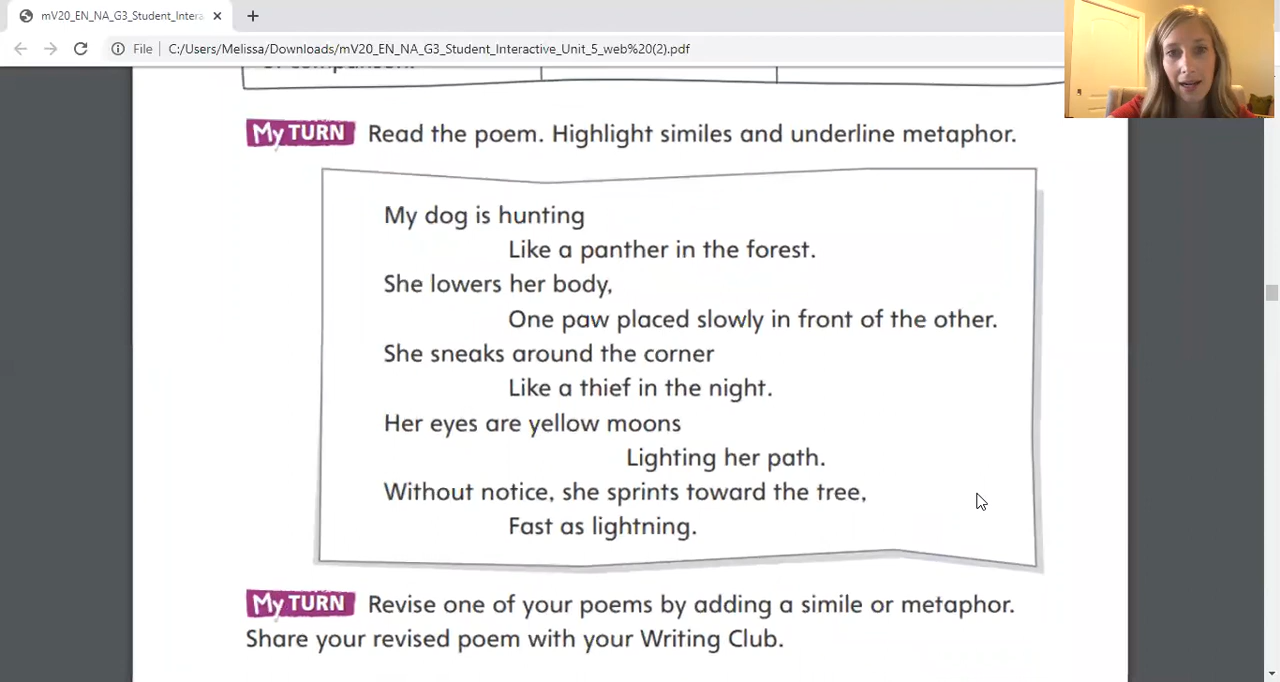 mV20_EN_NA_G3_Student_Intera
File C:/Users/Melissa/Downloads/mV20_EN_NA_G3_Student_Interactive_Unit_5_web%20(2).pdf
of comparison.
My TURN Read the poem. Highlight similes and underline metaphor.
My dog is hunting
Like a panther in the forest.
She lowers her body,
One paw placed slowly in front of the other.
She sneaks around the corner
Like a thief in the night.
Her eyes are yellow moons
Lighting her path.
Without notice, she sprints toward the tree,
Fast as lightning.
My TURN Revise one of your poems by adding a simile or metaphor.
Share your revised poem with your Writing Club.